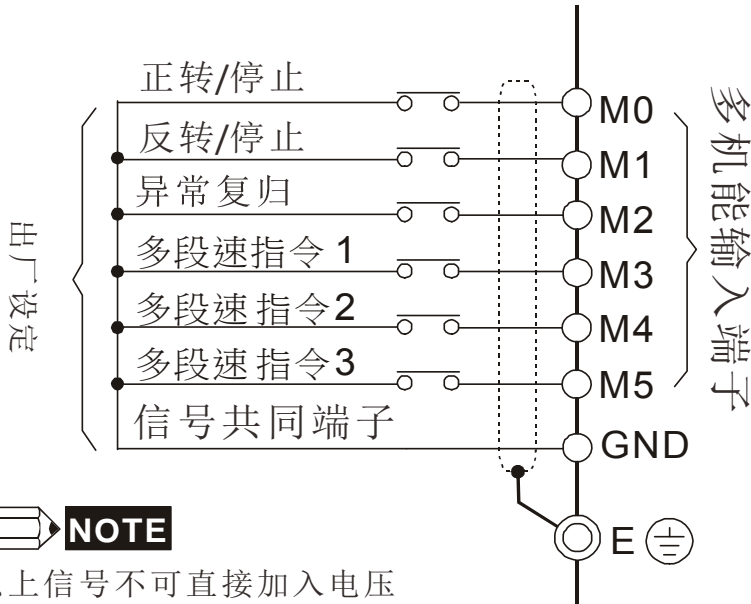 正转/停止
M0
反转/停止
M1
异常复归
M2
多段速指令 1
M3
多段速指令2
M4
多段速指令3
M5
信号共同端子
GND
出厂设定
多机能输入端子
E
NOTE
上信号不可直接加入电压